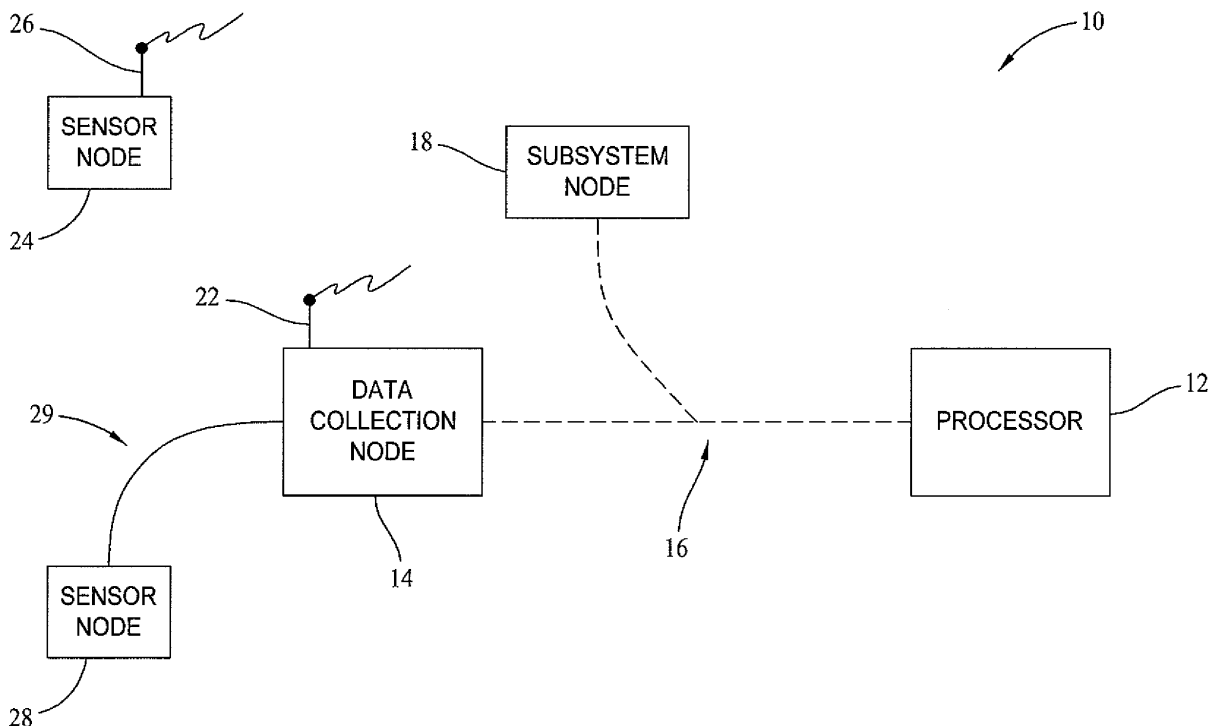 26
10
SENSOR
NODE
18
SUBSYSTEM
NODE
24
22
DATA
COLLECTION
NODE
12
PROCESSOR
29
16
14
SENSOR
NODE
28